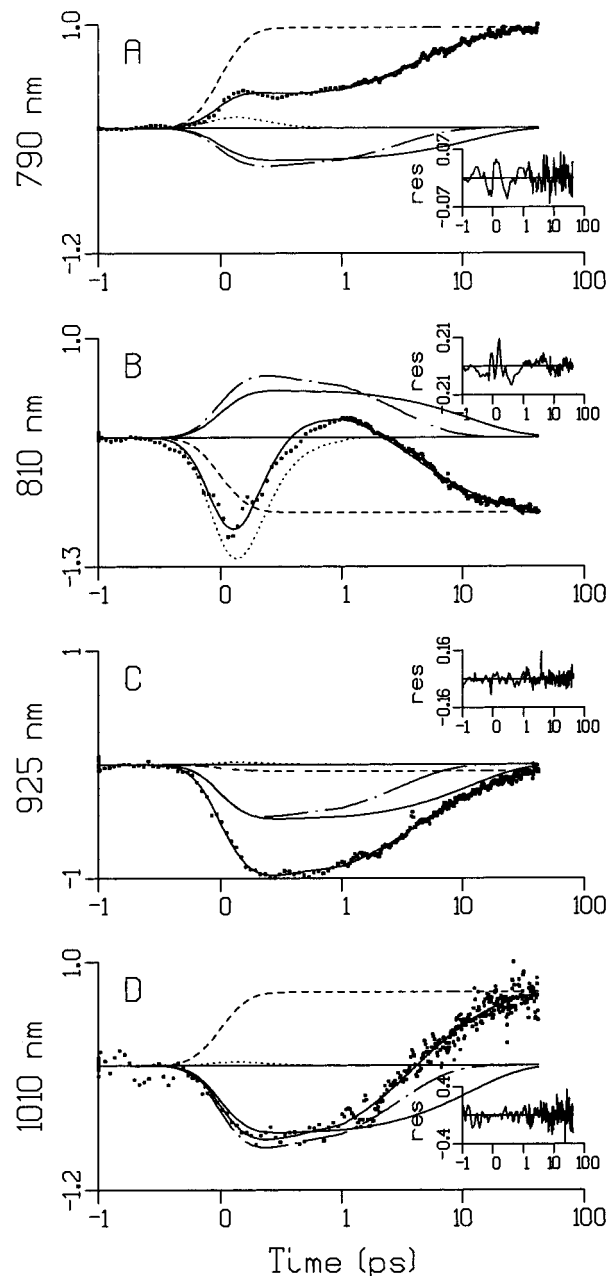 790 nm
1.0
A
-1.2
res
0.07
-0.07
-1 0 1 10 100
-1 0 1 10 100
810 nm
1.0
B
-1.3
res
0.21
-0.21
-1 0 1 10 100
-1 0 1 10 100
925 nm
1
C
-1
res
0.16
-0.16
-1 0 1 10 100
-1 0 1 10 100
1010 nm
1.0
D
-1.2
res
0.4
-0.4
-1 0 1 10 100
-1 0 1 10 100
Time (ps)